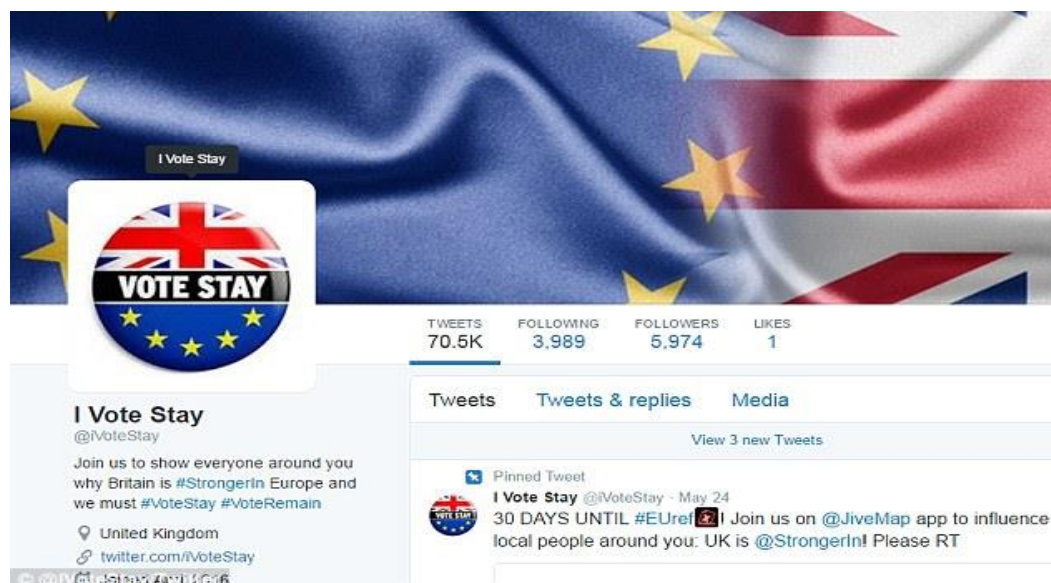 I Vote Stay
VOTE STAY
TWEETS FOLLOWING FOLLOWERS LIKES
70.5K 3,989 5,974 1
Tweets Tweets & replies Media
View 3 new Tweets
I Vote Stay
@iVoteStay
Join us to show everyone around you
why Britain is #StrongerIn Europe and
we must #VoteStay #VoteRemain
United Kingdom
twitter.com/iVoteStay
Pinned Tweet
I Vote Stay @iVoteStay · May 24
VOTE STAY
30 DAYS UNTIL #EUref! Join us on @JiveMap app to influence
local people around you: UK is @StrongerIn! Please RT